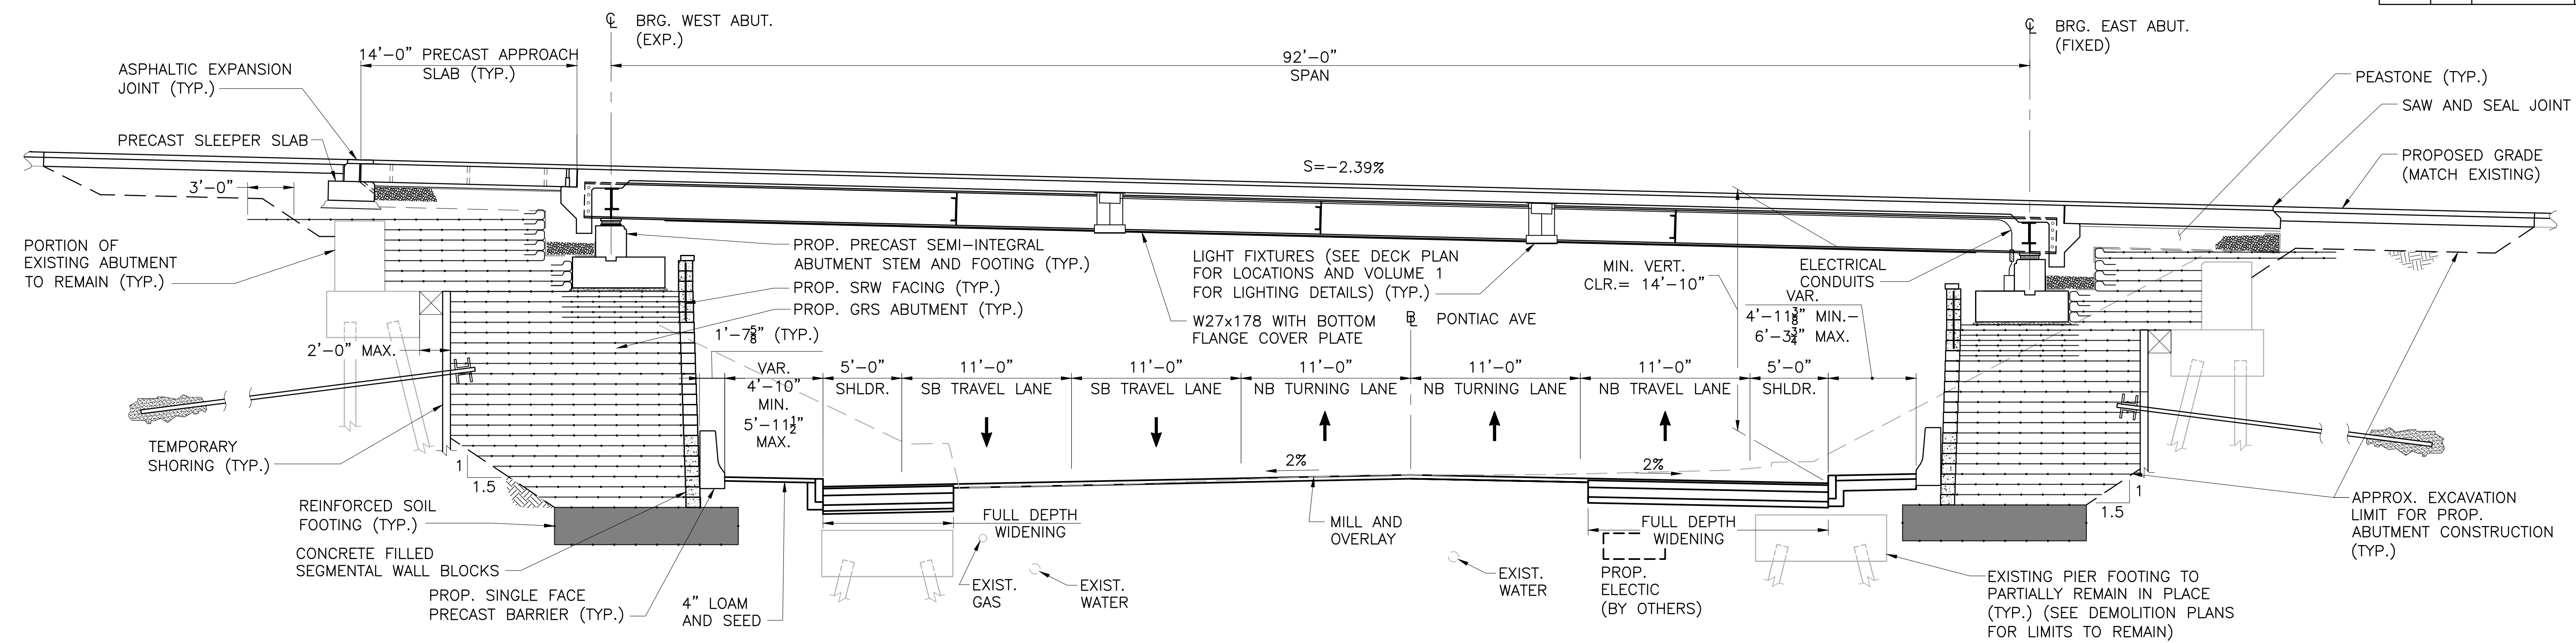 ℄ BRG. WEST ABUT.
(EXP.)
℄ BRG. EAST ABUT.
(FIXED)
14'-0" PRECAST APPROACH
SLAB (TYP.)
92'-0"
SPAN
ASPHALTIC EXPANSION
JOINT (TYP.)
PEASTONE (TYP.)
SAW AND SEAL JOINT
PRECAST SLEEPER SLAB
S=-2.39%
PROPOSED GRADE
(MATCH EXISTING)
3'-0"
PORTION OF
EXISTING ABUTMENT
TO REMAIN (TYP.)
PROP. PRECAST SEMI-INTEGRAL
ABUTMENT STEM AND FOOTING (TYP.)
PROP. SRW FACING (TYP.)
PROP. GRS ABUTMENT (TYP.)
LIGHT FIXTURES (SEE DECK PLAN
FOR LOCATIONS AND VOLUME 1
FOR LIGHTING DETAILS) (TYP.)
W27x178 WITH BOTTOM
FLANGE COVER PLATE
MIN. VERT.
CLR.= 14'-10"
ELECTRICAL
CONDUITS
VAR.
4'-11 3/8" MIN.-
6'-3 3/4" MAX.
℄ PONTIAC AVE
1'-7 5/8" (TYP.)
2'-0" MAX.
VAR.
4'-10"
MIN.
5'-11 1/2"
MAX.
5'-0"
SHLDR.
11'-0"
SB TRAVEL LANE
11'-0"
SB TRAVEL LANE
11'-0"
NB TURNING LANE
11'-0"
NB TURNING LANE
11'-0"
NB TRAVEL LANE
5'-0"
SHLDR.
TEMPORARY
SHORING (TYP.)
1
1.5
2%
2%
1
1.5
REINFORCED SOIL
FOOTING (TYP.)
CONCRETE FILLED
SEGMENTAL WALL BLOCKS
PROP. SINGLE FACE
PRECAST BARRIER (TYP.)
4" LOAM
AND SEED
FULL DEPTH
WIDENING
EXIST.
GAS
EXIST.
WATER
MILL AND
OVERLAY
EXIST.
WATER
PROP.
ELECTIC
(BY OTHERS)
FULL DEPTH
WIDENING
APPROX. EXCAVATION
LIMIT FOR PROP.
ABUTMENT CONSTRUCTION
(TYP.)
EXISTING PIER FOOTING TO
PARTIALLY REMAIN IN PLACE
(TYP.) (SEE DEMOLITION PLANS
FOR LIMITS TO REMAIN)